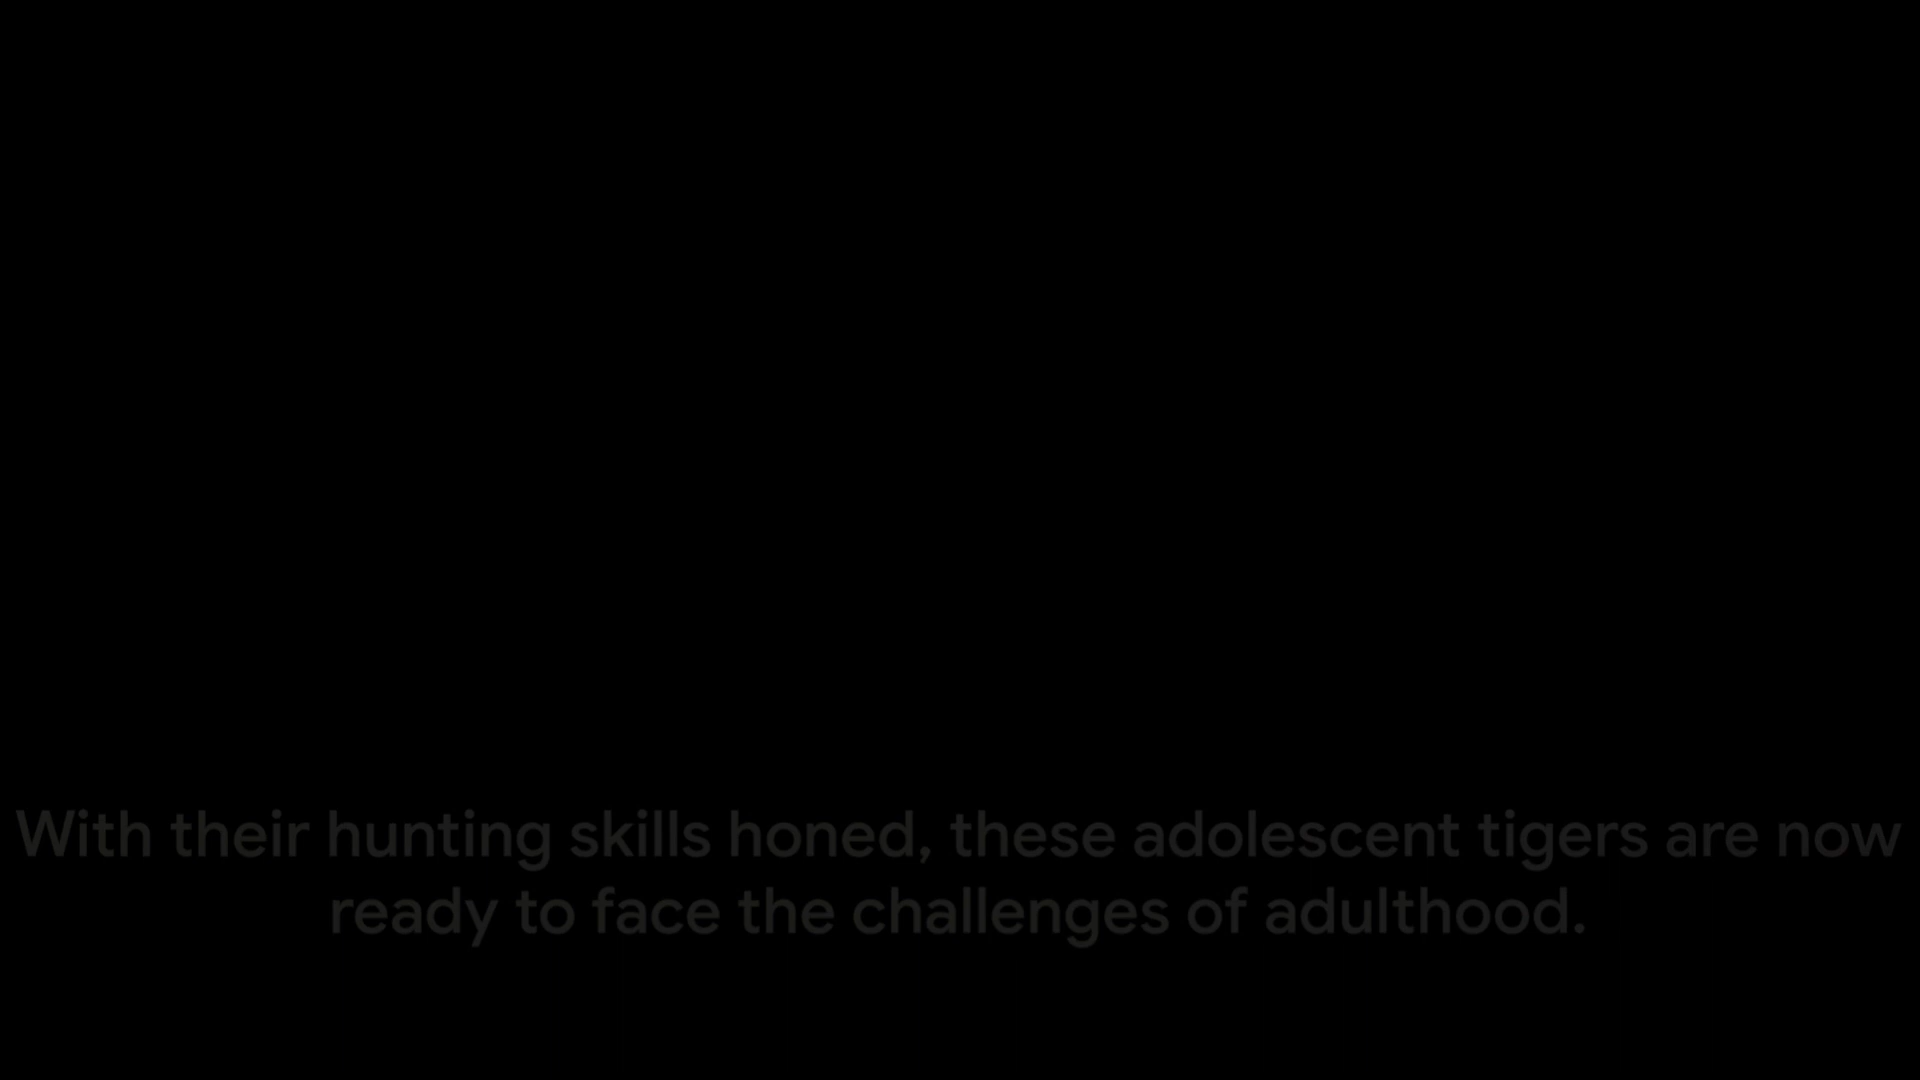 With their hunting skills honed, these adolescent tigers are now
ready to face the challenges of adulthood.